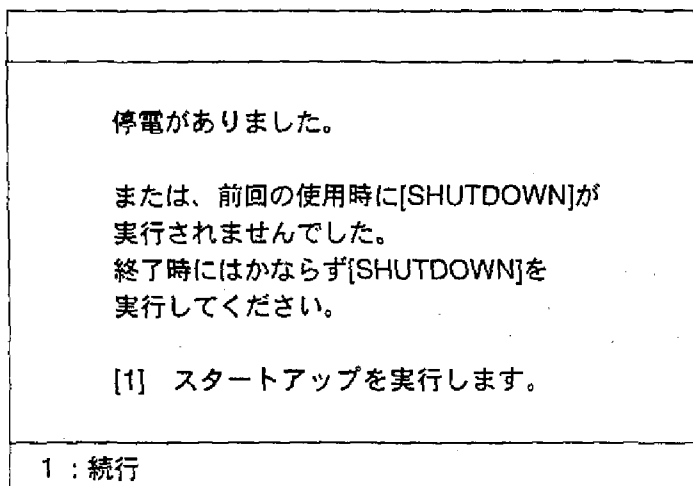 停電がありました。
または、前回の使用時に[SHUTDOWN]が
実行されませんでした。
終了時にはかならず[SHUTDOWN]を
実行してください。
[1] スタートアップを実行します。
1：続行